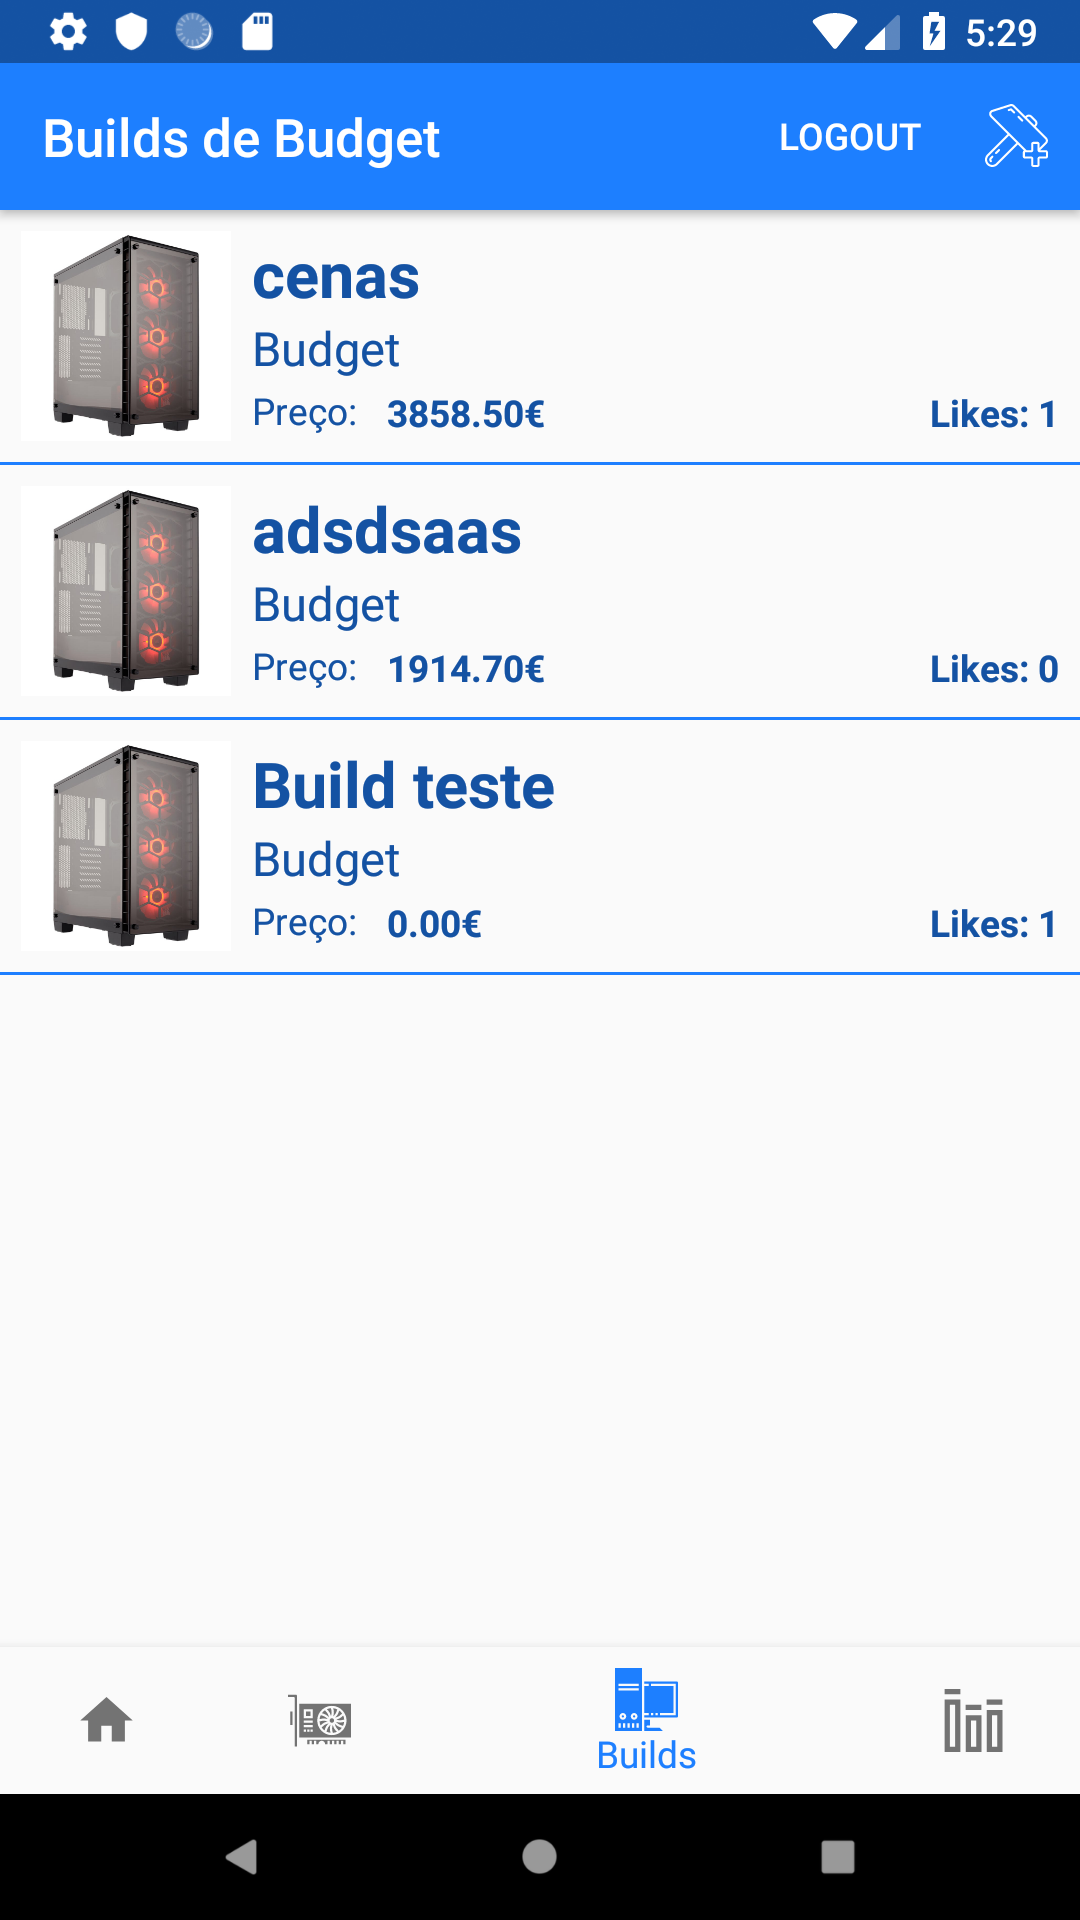 5:29
Builds de Budget LOGOUT
cenas
Budget
Preço: 3858.50€ Likes: 1
adsdsaas
Budget
Preço: 1914.70€ Likes: 0
Build teste
Budget
Preço: 0.00€ Likes: 1
Builds